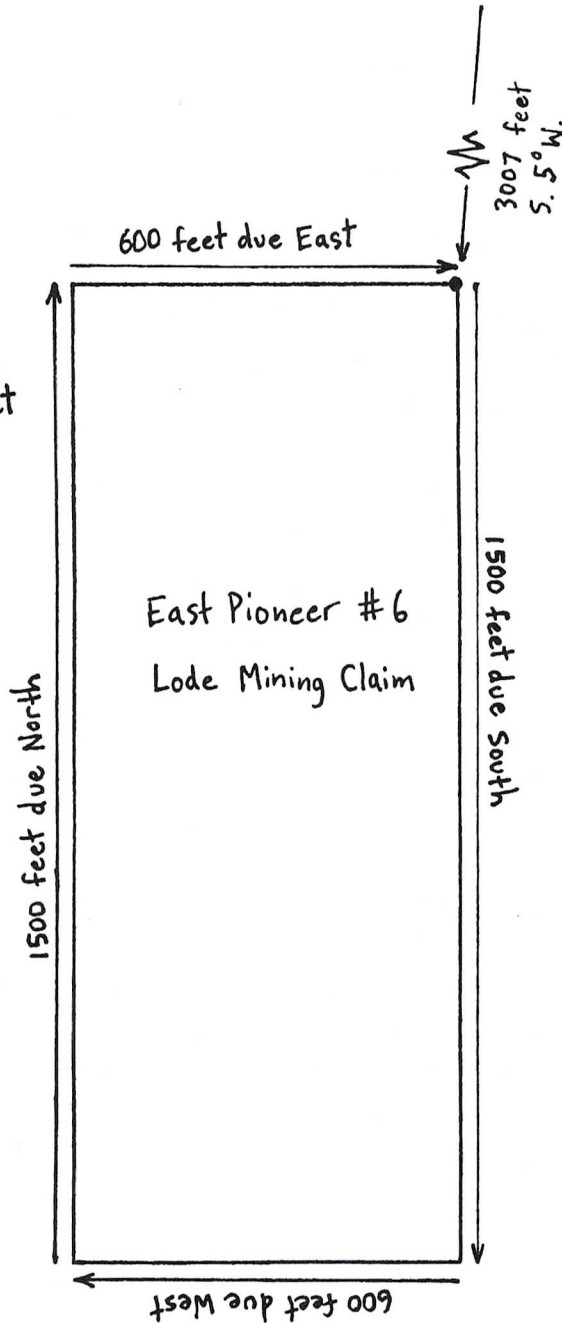 3007 feet
S. 5° W.
600 feet due East
East Pioneer #6
Lode Mining Claim
1500 feet due South
1500 feet due North
600 feet due West